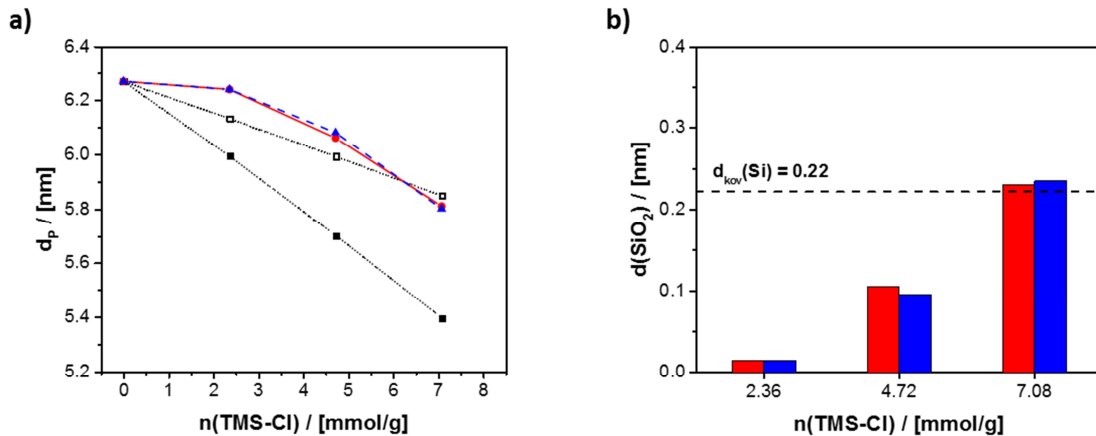 a)
6.4
6.2
6.0
5.8
5.6
5.4
5.2
d_P / [nm]
0 1 2 3 4 5 6 7 8
n(TMS-Cl) / [mmol/g]
b)
0.4
0.3
0.2
0.1
0.0
d(SiO₂) / [nm]
d_kov(Si) = 0.22
2.36 4.72 7.08
n(TMS-Cl) / [mmol/g]